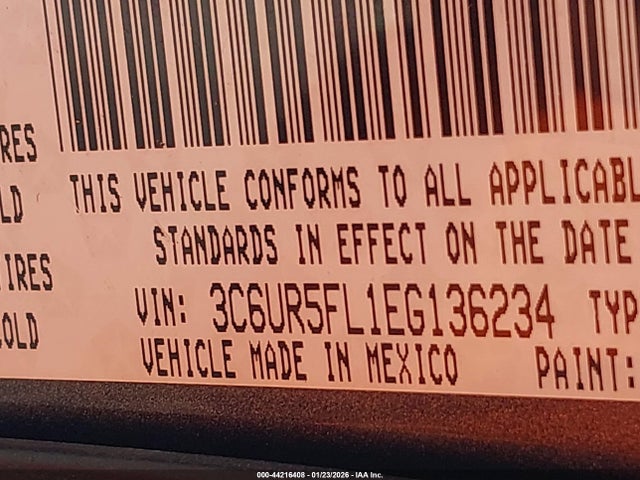 IRES
LD
IRES
OLD
THIS VEHICLE CONFORMS TO ALL APPLICABL
STANDARDS IN EFFECT ON THE DATE
VIN: 3C6UR5FL1EG136234 TYP
VEHICLE MADE IN MEXICO PAINT:
000-44216408 - 01/23/2026 - IAA Inc.